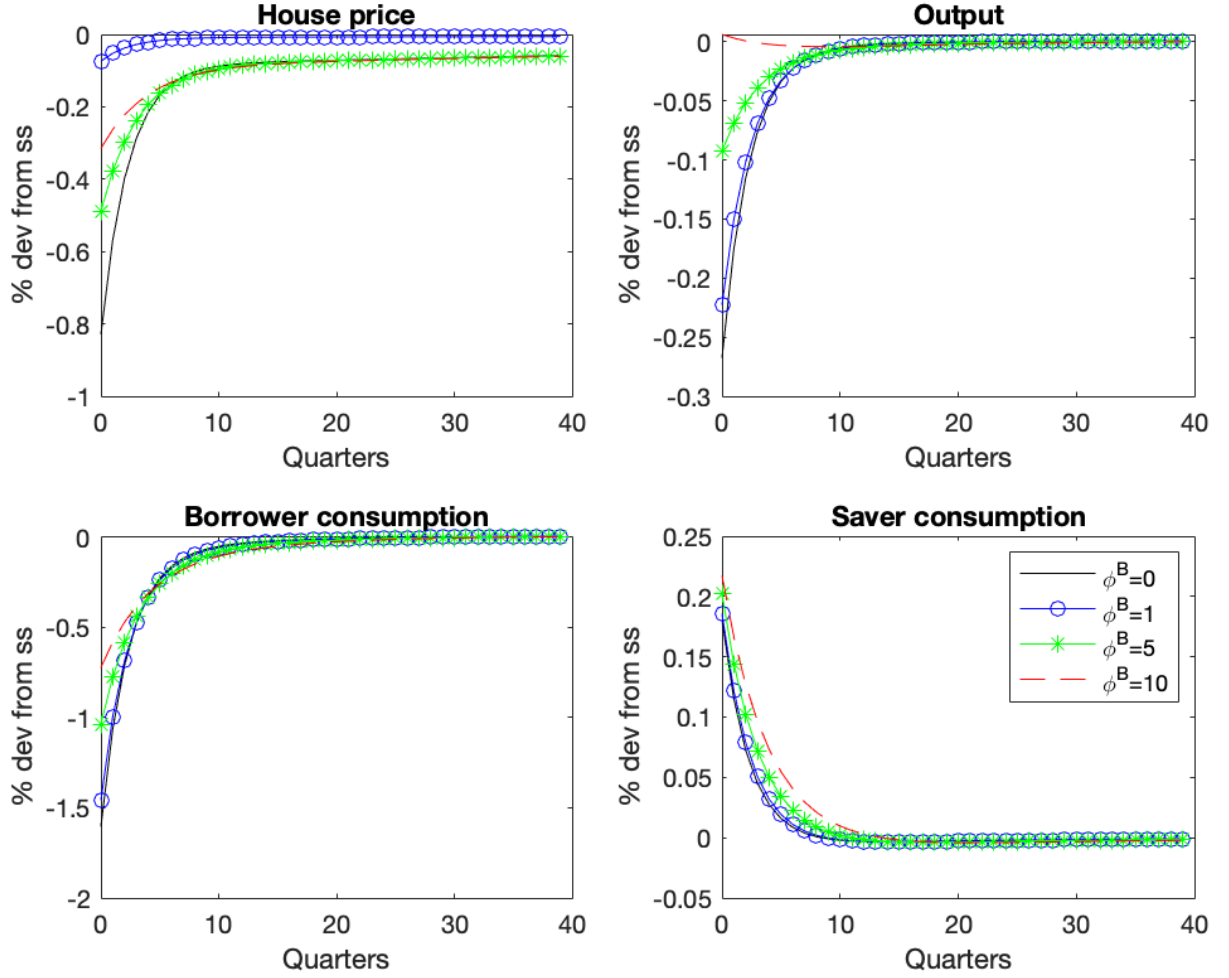 House price
% dev from ss
0
-0.2
-0.4
-0.6
-0.8
-1
0
10
20
30
40
Quarters
Output
% dev from ss
0
-0.05
-0.1
-0.15
-0.2
-0.25
-0.3
0
10
20
30
40
Quarters
Borrower consumption
% dev from ss
0
-0.5
-1
-1.5
-2
0
10
20
30
40
Quarters
Saver consumption
% dev from ss
0.25
0.2
0.15
0.1
0.05
0
-0.05
0
10
20
30
40
Quarters
ϕᴮ=0
ϕᴮ=1
ϕᴮ=5
ϕᴮ=10